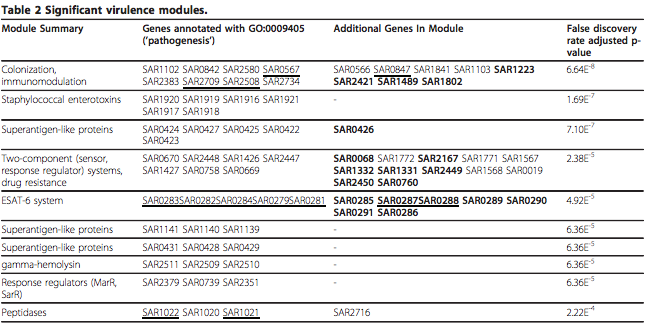 Table 2 Significant virulence modules.
Module Summary Genes annotated with GO:0009405 ('pathogenesis') Additional Genes In Module False discovery rate adjusted p-value
Colonization, immunomodulation SAR1102 SAR0842 SAR2580 SAR0567 SAR2383 SAR2709 SAR2508 SAR2734 SAR0566 SAR0847 SAR1841 SAR1103 SAR1223 SAR2421 SAR1489 SAR1802 6.64E-8
Staphylococcal enterotoxins SAR1920 SAR1919 SAR1916 SAR1921 SAR1917 SAR1918 - 1.69E-7
Superantigen-like proteins SAR0424 SAR0427 SAR0425 SAR0422 SAR0423 SAR0426 7.10E-7
Two-component (sensor, response regulator) systems, drug resistance SAR0670 SAR2448 SAR1426 SAR2447 SAR1427 SAR0758 SAR0669 SAR0068 SAR1772 SAR2167 SAR1771 SAR1567 SAR1332 SAR1331 SAR2449 SAR1568 SAR0019 SAR2450 SAR0760 2.38E-5
ESAT-6 system SAR0283SAR0282SAR0284SAR0279SAR0281 SAR0285 SAR0287SAR0288 SAR0289 SAR0290 SAR0291 SAR0286 4.92E-5
Superantigen-like proteins SAR1141 SAR1140 SAR1139 - 6.36E-5
Superantigen-like proteins SAR0431 SAR0428 SAR0429 - 6.36E-5
gamma-hemolysin SAR2511 SAR2509 SAR2510 - 6.36E-5
Response regulators (MarR, SarR) SAR2379 SAR0739 SAR2351 - 6.36E-5
Peptidases SAR1022 SAR1020 SAR1021 SAR2716 2.22E-4